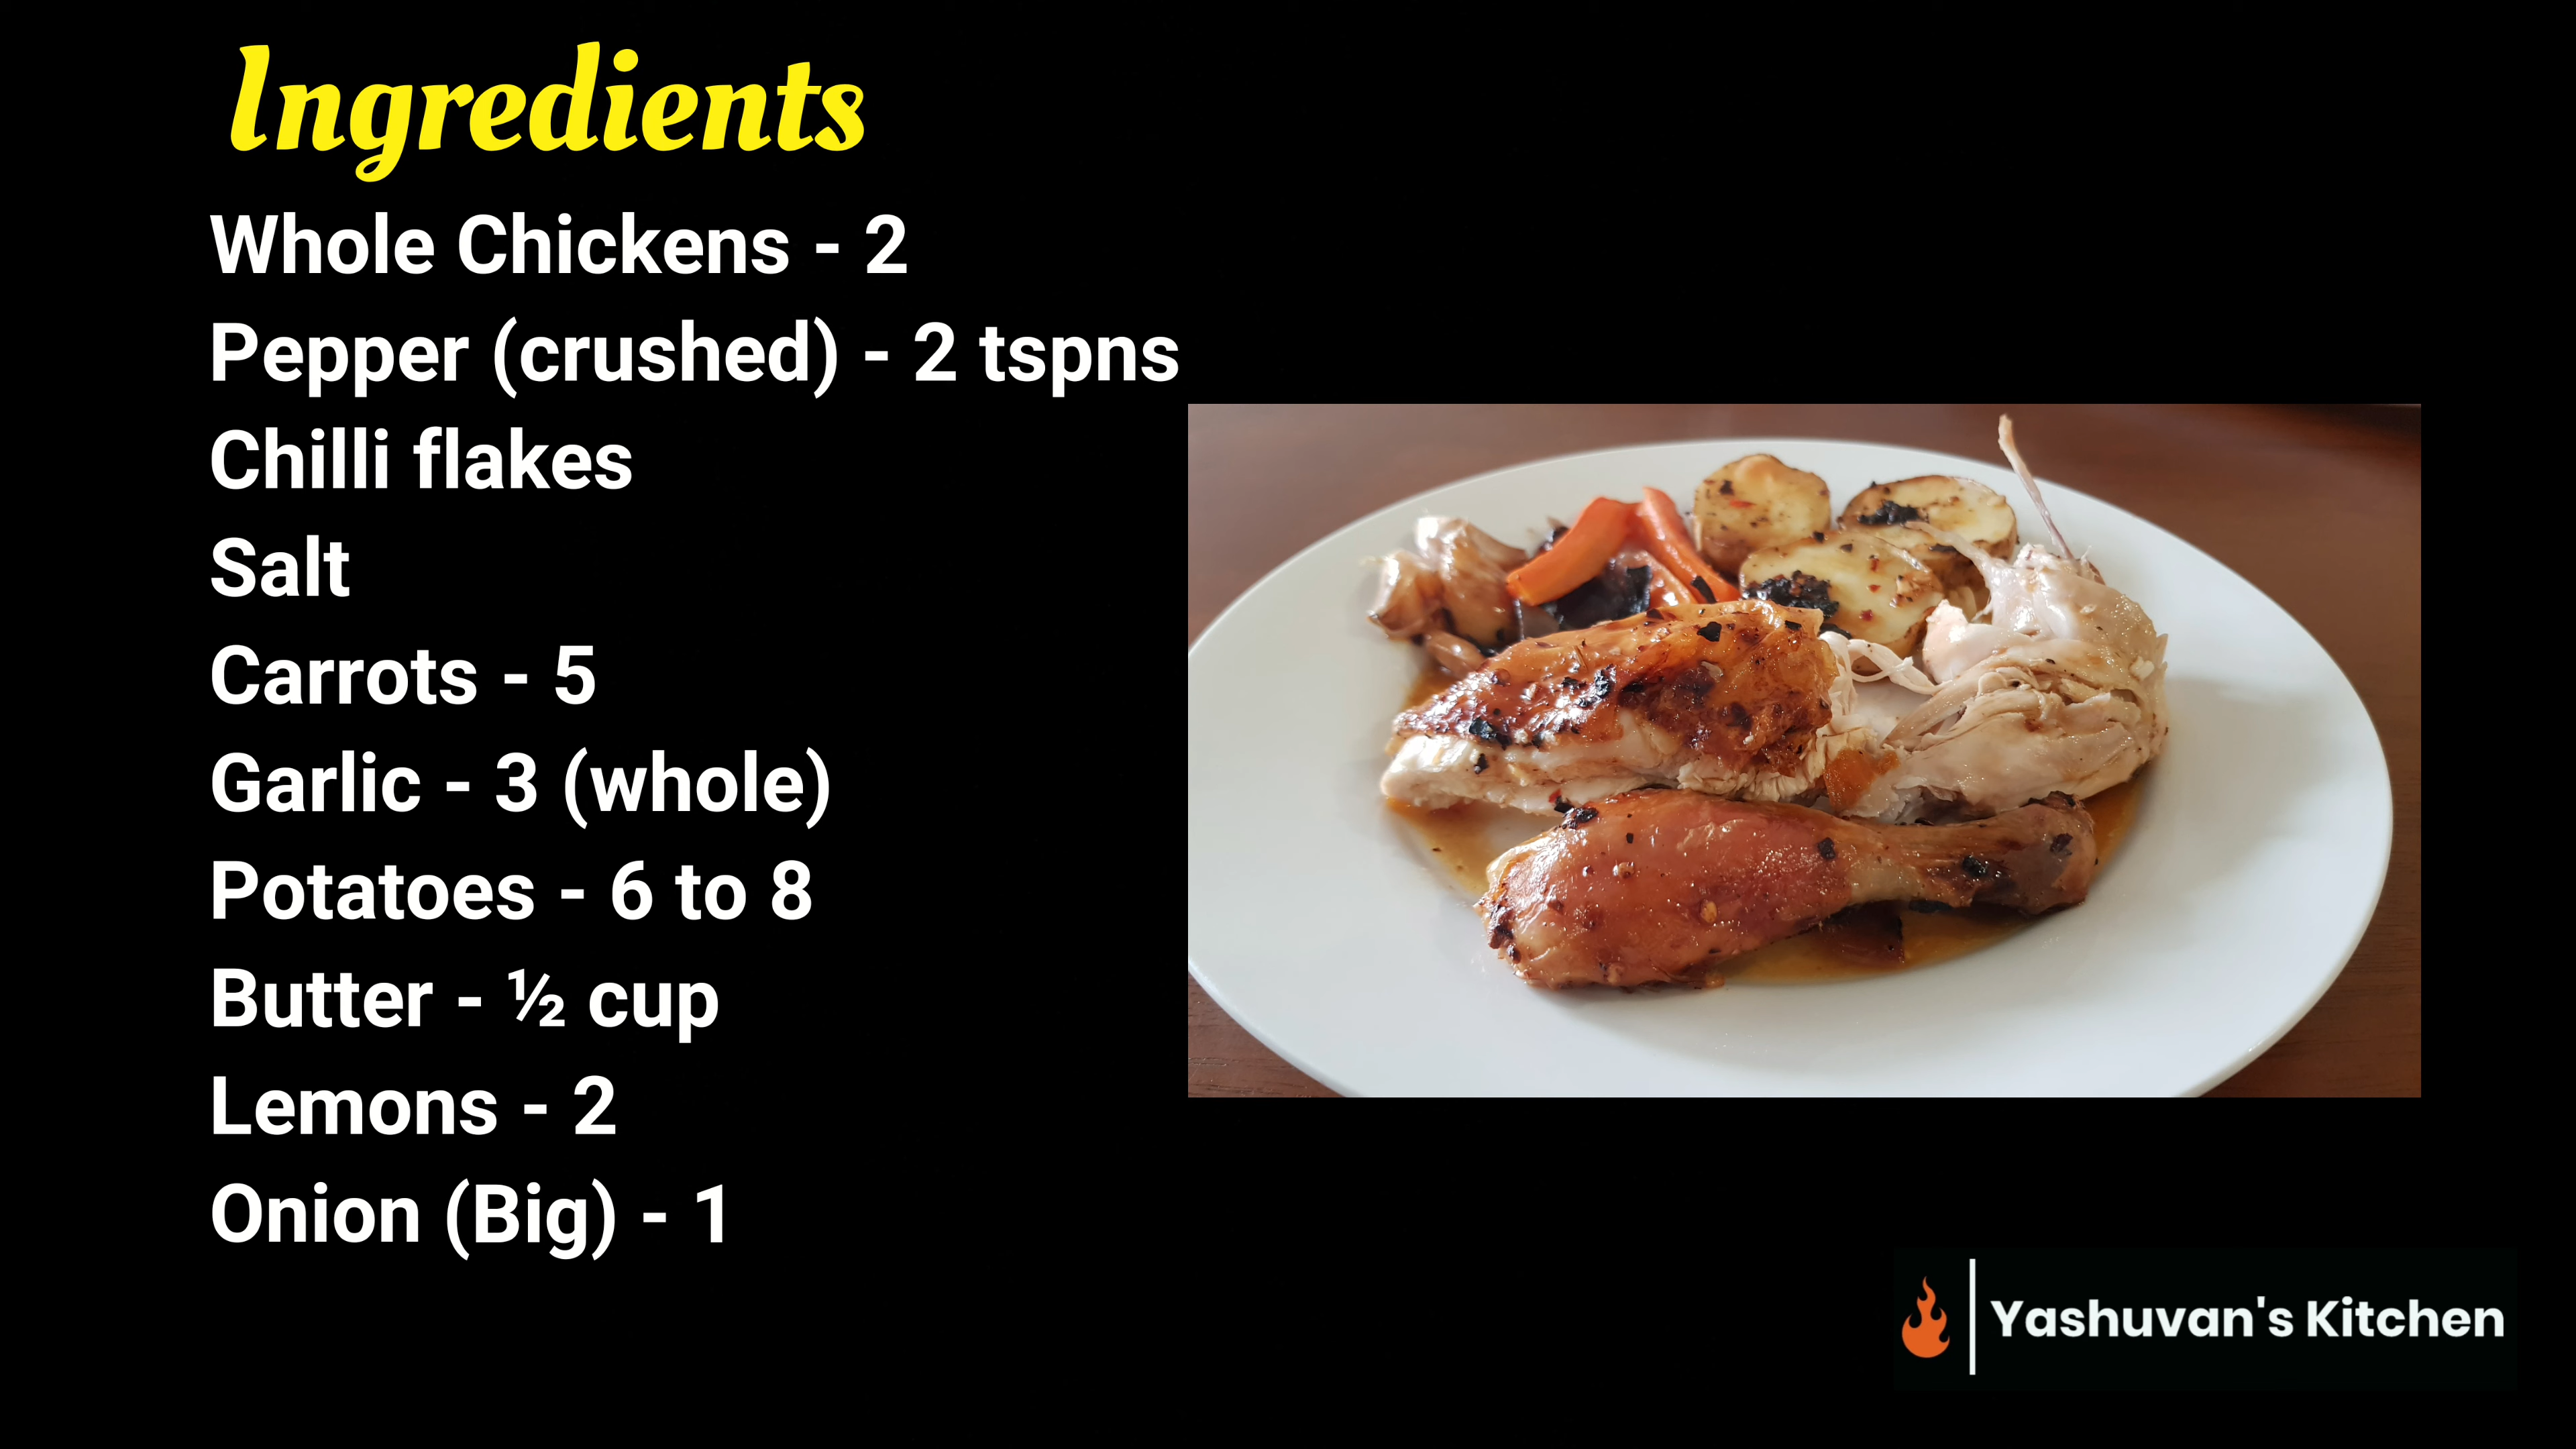 Ingredients
Whole Chickens - 2
Pepper (crushed) - 2 tspns
Chilli flakes
Salt
Carrots - 5
Garlic - 3 (whole)
Potatoes - 6 to 8
Butter - ½ cup
Lemons - 2
Onion (Big) - 1
Yashuvan's Kitchen